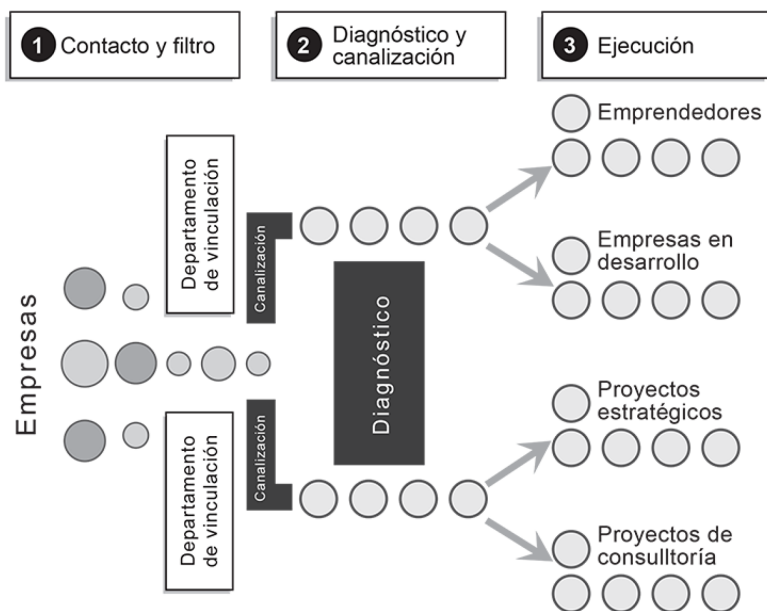 1 Contacto y filtro
2 Diagnóstico y
canalización
3 Ejecución
Empresas
Departamento
de vinculación
Departamento
de vinculación
Canalización
Canalización
Diagnóstico
Emprendedores
Empresas en
desarrollo
Proyectos
estratégicos
Proyectos de
consulltoría